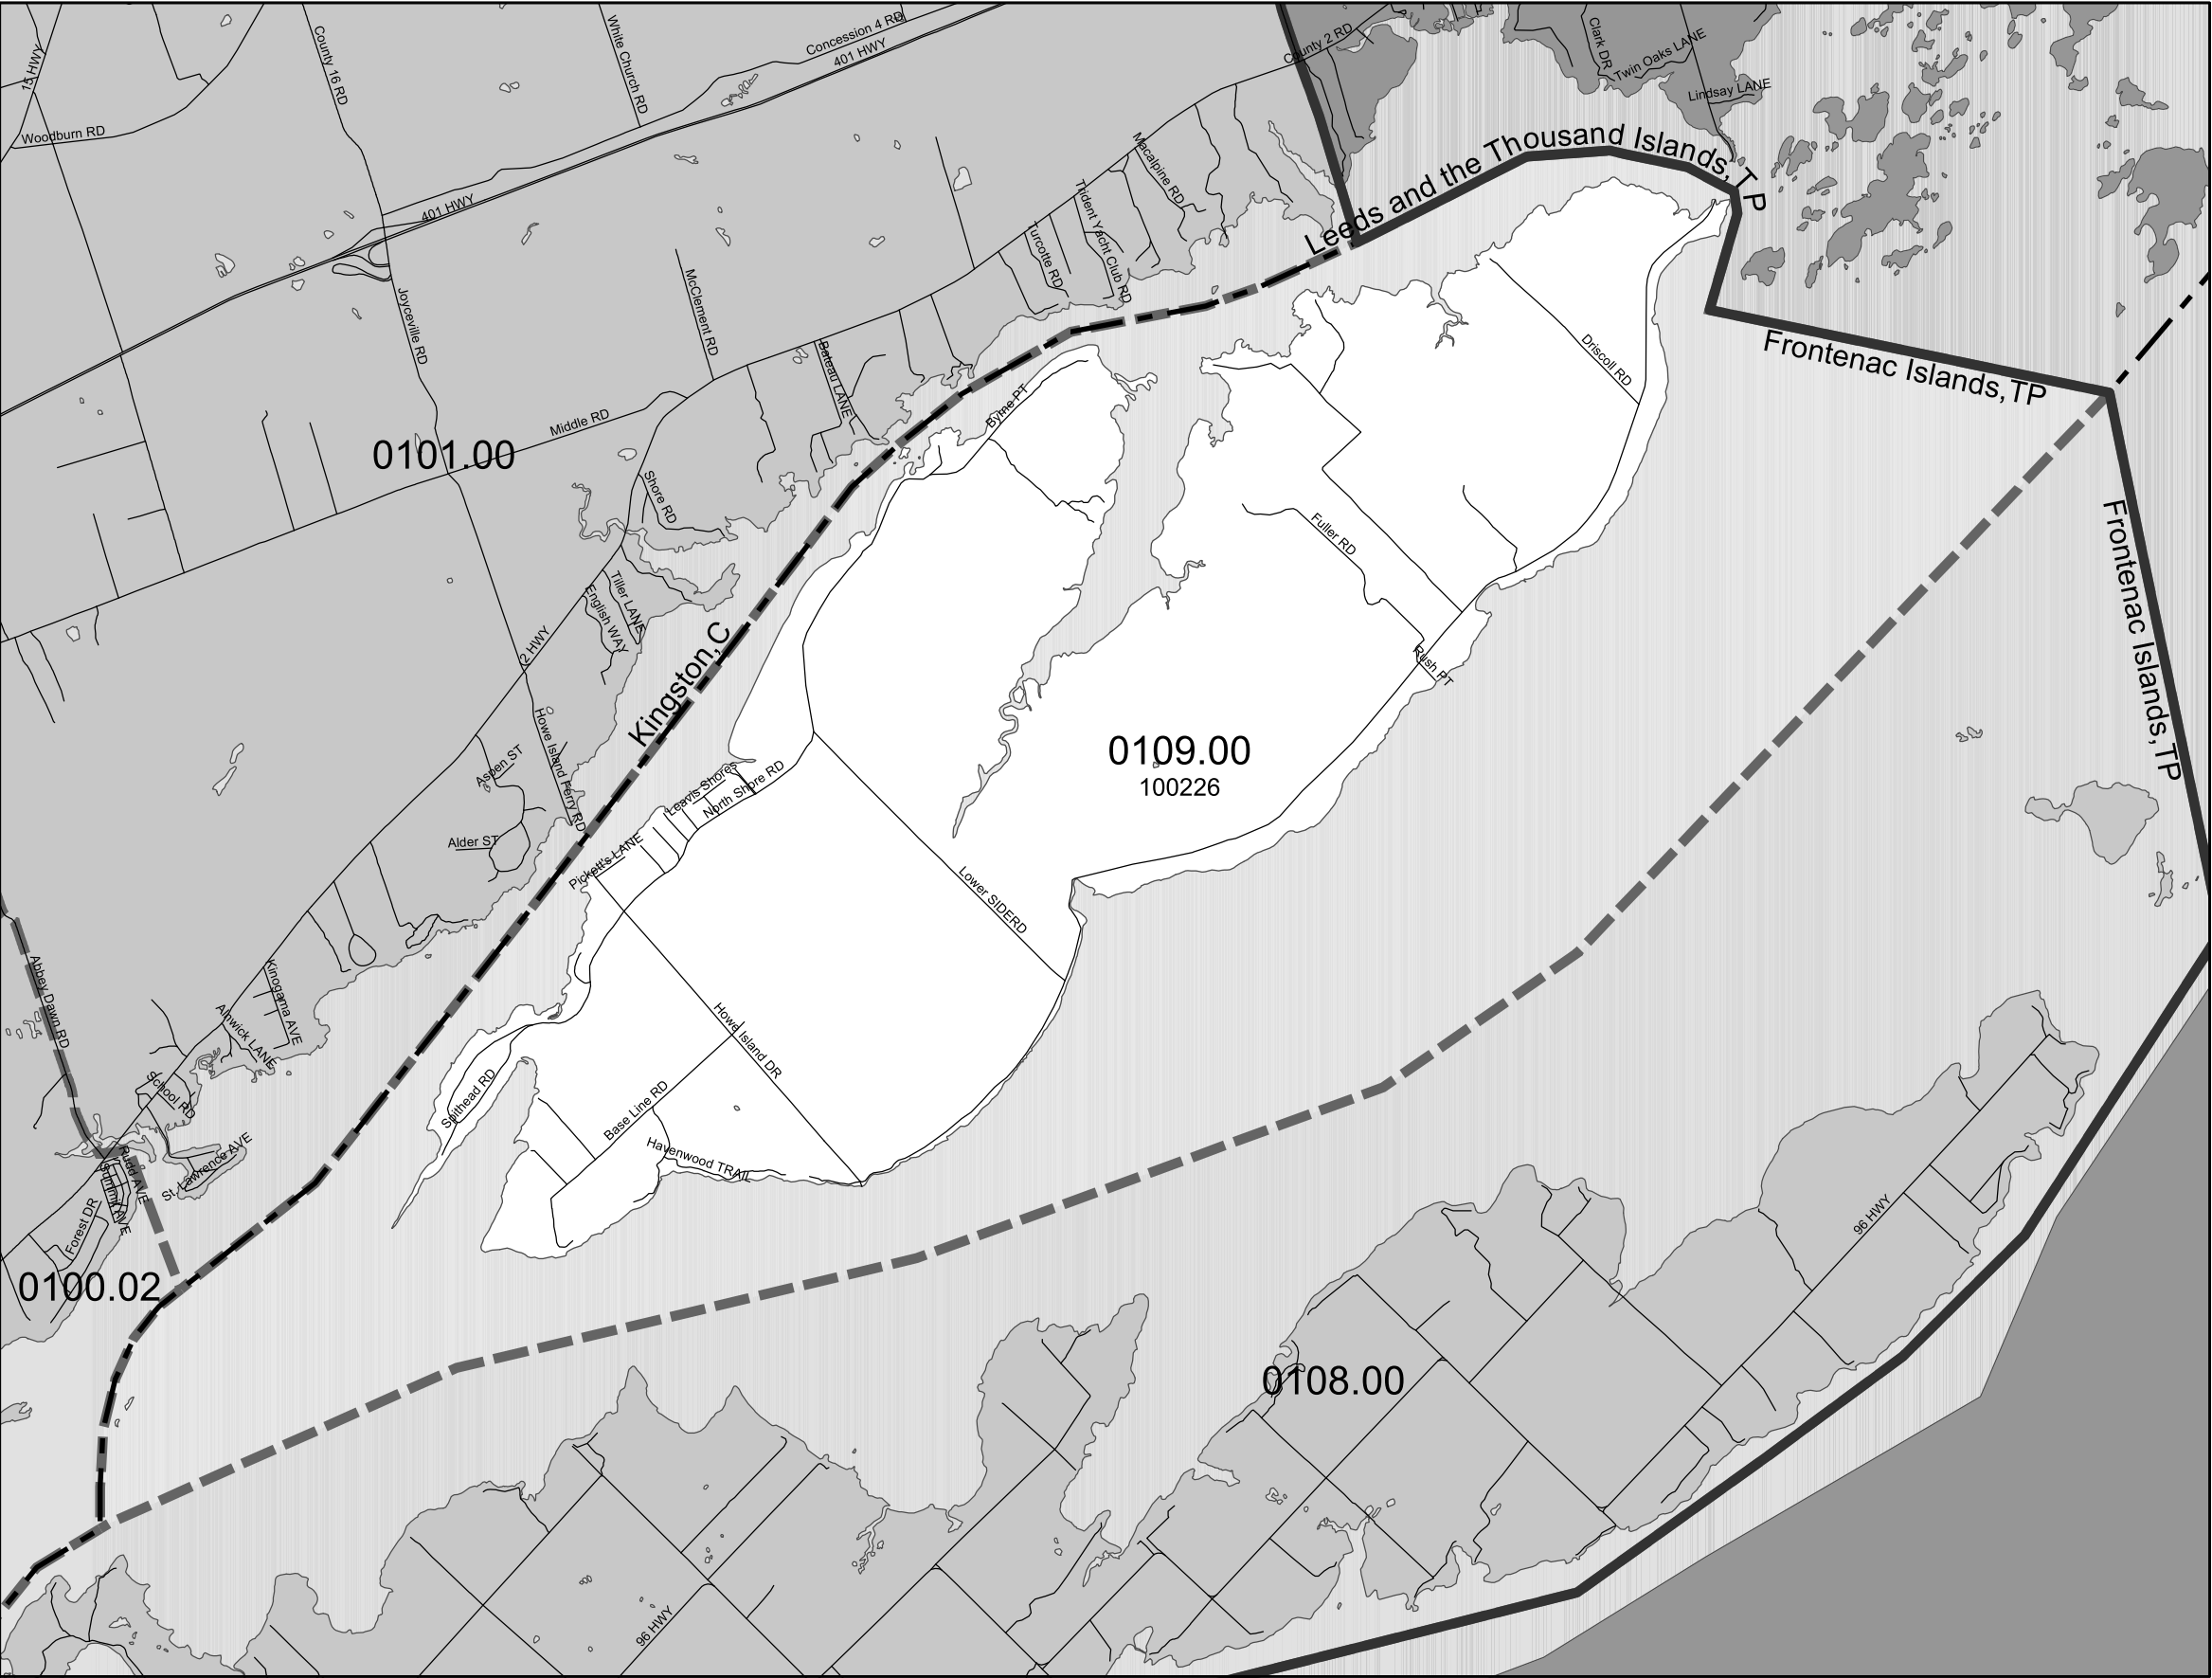 15 HWY
County 16 RD
White Church RD
Concession 4 RD
401 HWY
County 2 RD
Clark DR
Twin Oaks LANE
Lindsay LANE
Woodburn RD
401 HWY
Macalpine RD
Trident Yacht Club RD
Turcotte RD
Leeds and the Thousand Islands,TP
Joyceville RD
McClement RD
Bateau LANE
Byrne PT
Driscoll RD
Frontenac Islands,TP
Middle RD
0101.00
Shore RD
Fuller RD
Frontenac Islands,TP
Tiller LANE
English WAY
2 HWY
Kingston,C
Rush PT
Howe Island Ferry RD
Aspen ST
Leavis Shores
North Shore RD
0109.00
100226
Alder ST
Pickett's LANE
Lower SIDERD
Abbey Dawn RD
Kinogama AVE
Alnwick LANE
Howe Island DR
School RD
Spithead RD
Base Line RD
Havenwood TRAIL
St. Lawrence AVE
Rudd AVE
Summit AVE
Forest DR
96 HWY
0100.02
0108.00
96 HWY